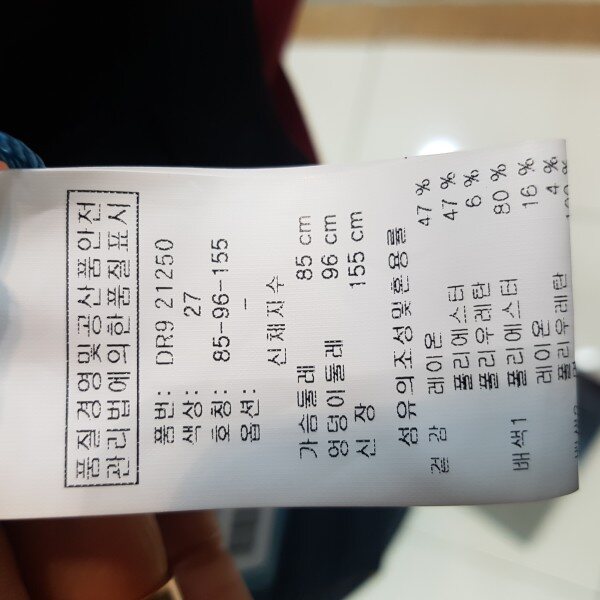 품질경영및공산품안전
관리법에의한품질표시
품번: DR9 21250
색상: 27
호칭: 85-96-155
옵션: -
신체치수
가슴둘레 85 cm
엉덩이둘레 96 cm
신 장 155 cm
섬유의조성및혼용률
겉 감 레이온 47 %
폴리에스터 47 %
폴리우레탄 6 %
배색1 폴리에스터 80 %
레이온 16 %
폴리우레탄 4 %